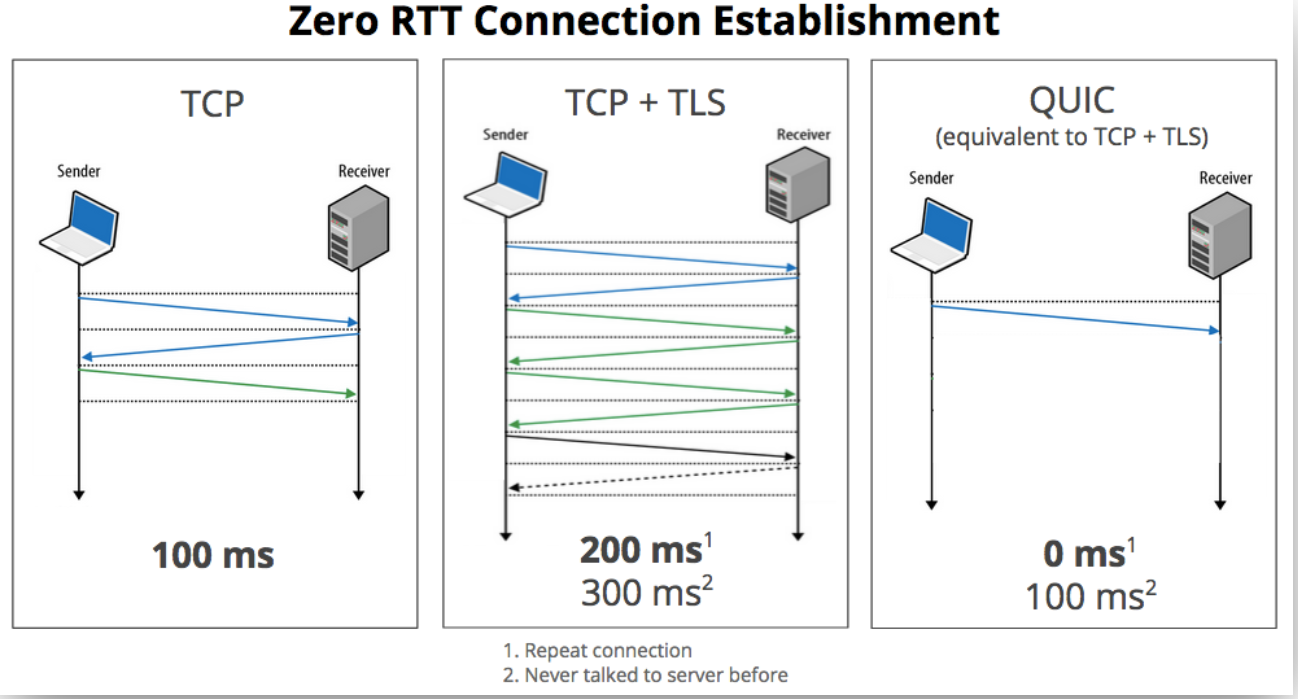 Zero RTT Connection Establishment
TCP
Sender
Receiver
100 ms
TCP + TLS
Sender
Receiver
200 ms¹
300 ms²
QUIC
(equivalent to TCP + TLS)
Sender
Receiver
0 ms¹
100 ms²
1. Repeat connection
2. Never talked to server before